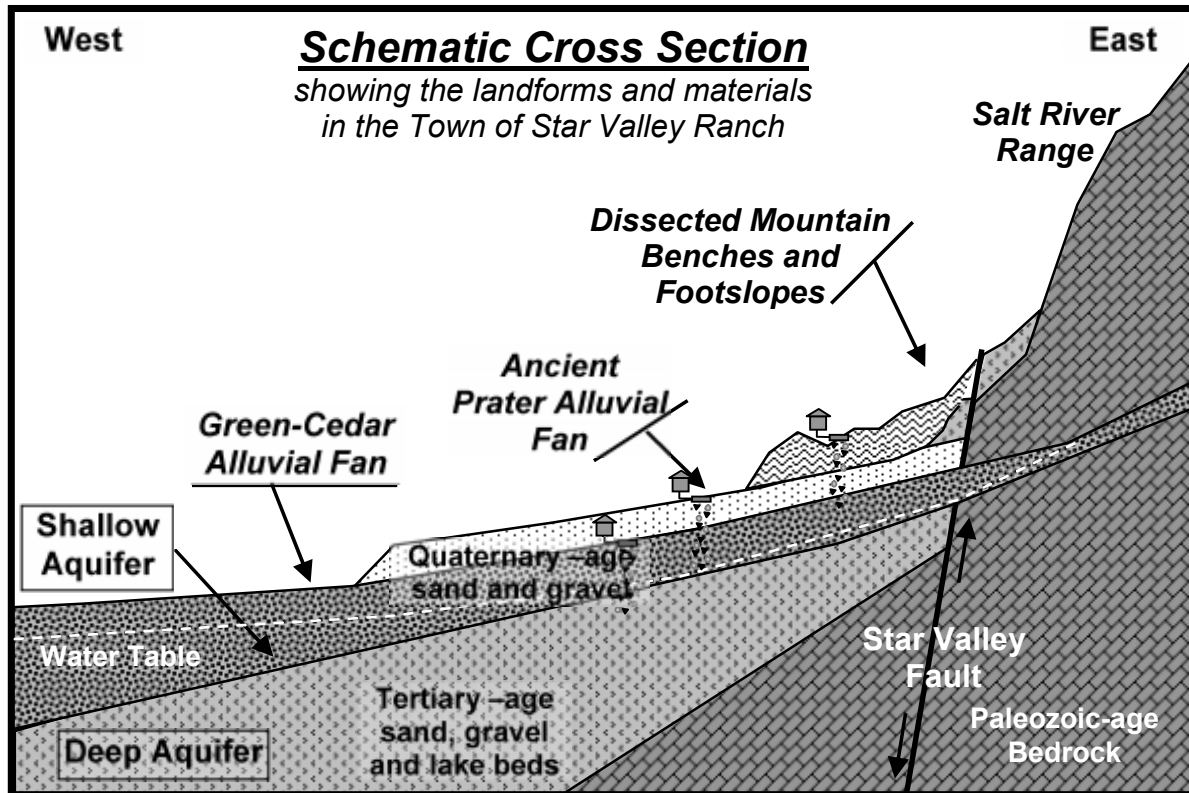 West
Schematic Cross Section
East
showing the landforms and materials
in the Town of Star Valley Ranch
Salt River
Range
Dissected Mountain
Benches and
Footslopes
Ancient
Prater Alluvial
Fan
Green-Cedar
Alluvial Fan
Shallow
Aquifer
Quaternary –age
sand and gravel
Water Table
Star Valley
Fault
Tertiary –age
sand, gravel
and lake beds
Paleozoic-age
Bedrock
Deep Aquifer